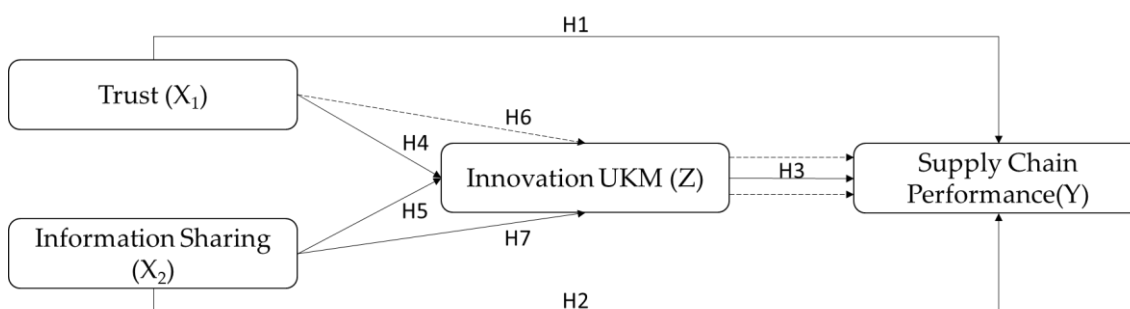 H1
Trust (X₁)
H6
H4
Innovation UKM (Z)
H3
Supply Chain
Performance(Y)
H5
Information Sharing
(X₂)
H7
H2